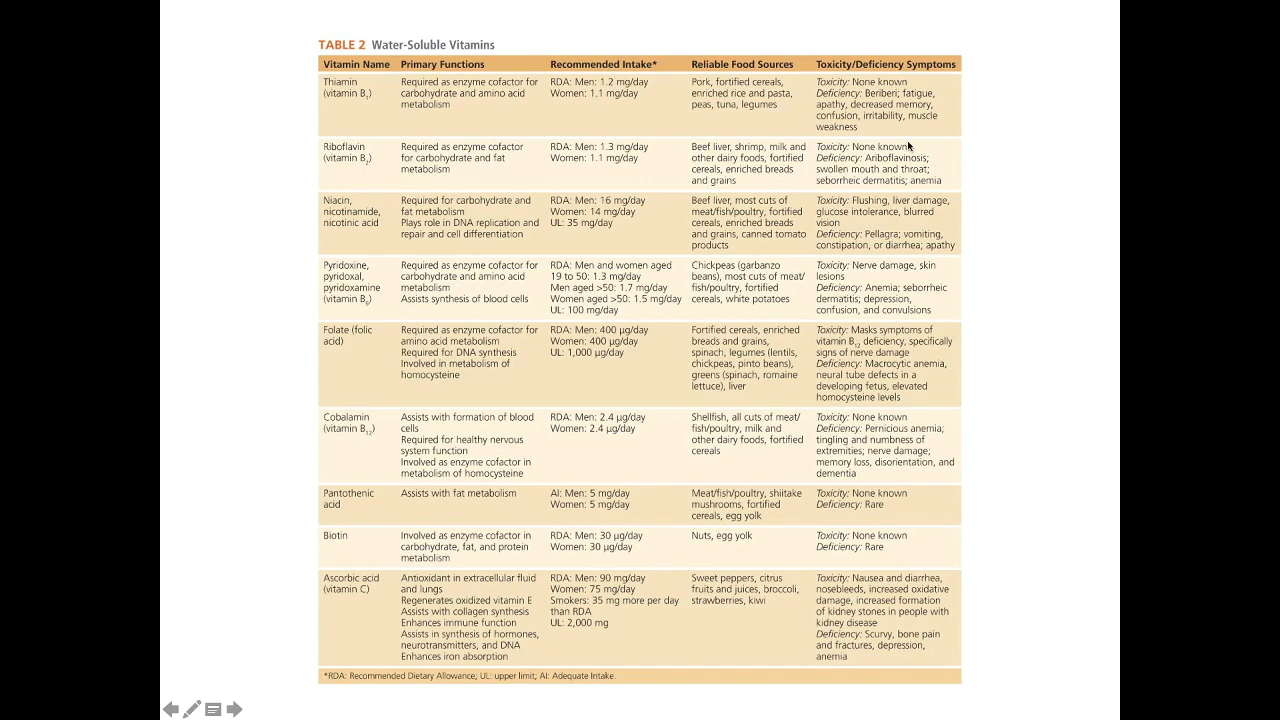 TABLE 2 Water-Soluble Vitamins
Vitamin Name Primary Functions Recommended Intake* Reliable Food Sources Toxicity/Deficiency Symptoms
Thiamin
(vitamin B₁)
Required as enzyme cofactor for
carbohydrate and amino acid
metabolism
RDA: Men: 1.2 mg/day
Women: 1.1 mg/day
Pork, fortified cereals,
enriched rice and pasta,
peas, tuna, legumes
Toxicity: None known
Deficiency: Beriberi; fatigue,
apathy, decreased memory,
confusion, irritability, muscle
weakness
Riboflavin
(vitamin B₂)
Required as enzyme cofactor
for carbohydrate and fat
metabolism
RDA: Men: 1.3 mg/day
Women: 1.1 mg/day
Beef liver, shrimp, milk and
other dairy foods, fortified
cereals, enriched breads
and grains
Toxicity: None known
Deficiency: Ariboflavinosis;
swollen mouth and throat;
seborrheic dermatitis; anemia
Niacin,
nicotinamide,
nicotinic acid
Required for carbohydrate and
fat metabolism
Plays role in DNA replication and
repair and cell differentiation
RDA: Men: 16 mg/day
Women: 14 mg/day
UL: 35 mg/day
Beef liver, most cuts of
meat/fish/poultry, fortified
cereals, enriched breads
and grains, canned tomato
products
Toxicity: Flushing, liver damage,
glucose intolerance, blurred
vision
Deficiency: Pellagra; vomiting,
constipation, or diarrhea; apathy
Pyridoxine,
pyridoxal,
pyridoxamine
(vitamin B₆)
Required as enzyme cofactor for
carbohydrate and amino acid
metabolism
Assists synthesis of blood cells
RDA: Men and women aged
19 to 50: 1.3 mg/day
Men aged >50: 1.7 mg/day
Women aged >50: 1.5 mg/day
UL: 100 mg/day
Chickpeas (garbanzo
beans), most cuts of meat/
fish/poultry, fortified
cereals, white potatoes
Toxicity: Nerve damage, skin
lesions
Deficiency: Anemia; seborrheic
dermatitis; depression,
confusion, and convulsions
Folate (folic
acid)
Required as enzyme cofactor for
amino acid metabolism
Required for DNA synthesis
Involved in metabolism of
homocysteine
RDA: Men: 400 µg/day
Women: 400 µg/day
UL: 1,000 µg/day
Fortified cereals, enriched
breads and grains,
spinach, legumes (lentils,
chickpeas, pinto beans),
greens (spinach, romaine
lettuce), liver
Toxicity: Masks symptoms of
vitamin B₁₂ deficiency, specifically
signs of nerve damage
Deficiency: Macrocytic anemia,
neural tube defects in a
developing fetus, elevated
homocysteine levels
Cobalamin
(vitamin B₁₂)
Assists with formation of blood
cells
Required for healthy nervous
system function
Involved as enzyme cofactor in
metabolism of homocysteine
RDA: Men: 2.4 µg/day
Women: 2.4 µg/day
Shellfish, all cuts of meat/
fish/poultry, milk and
other dairy foods, fortified
cereals
Toxicity: None known
Deficiency: Pernicious anemia;
tingling and numbness of
extremities; nerve damage;
memory loss, disorientation, and
dementia
Pantothenic
acid
Assists with fat metabolism
AI: Men: 5 mg/day
Women: 5 mg/day
Meat/fish/poultry, shiitake
mushrooms, fortified
cereals, egg yolk
Toxicity: None known
Deficiency: Rare
Biotin
Involved as enzyme cofactor in
carbohydrate, fat, and protein
metabolism
RDA: Men: 30 µg/day
Women: 30 µg/day
Nuts, egg yolk
Toxicity: None known
Deficiency: Rare
Ascorbic acid
(vitamin C)
Antioxidant in extracellular fluid
and lungs
Regenerates oxidized vitamin E
Assists with collagen synthesis
Enhances immune function
Assists in synthesis of hormones,
neurotransmitters, and DNA
Enhances iron absorption
RDA: Men: 90 mg/day
Women: 75 mg/day
Smokers: 35 mg more per day
than RDA
UL: 2,000 mg
Sweet peppers, citrus
fruits and juices, broccoli,
strawberries, kiwi
Toxicity: Nausea and diarrhea,
nosebleeds, increased oxidative
damage, increased formation
of kidney stones in people with
kidney disease
Deficiency: Scurvy, bone pain
and fractures, depression,
anemia
*RDA: Recommended Dietary Allowance; UL: upper limit; AI: Adequate Intake.